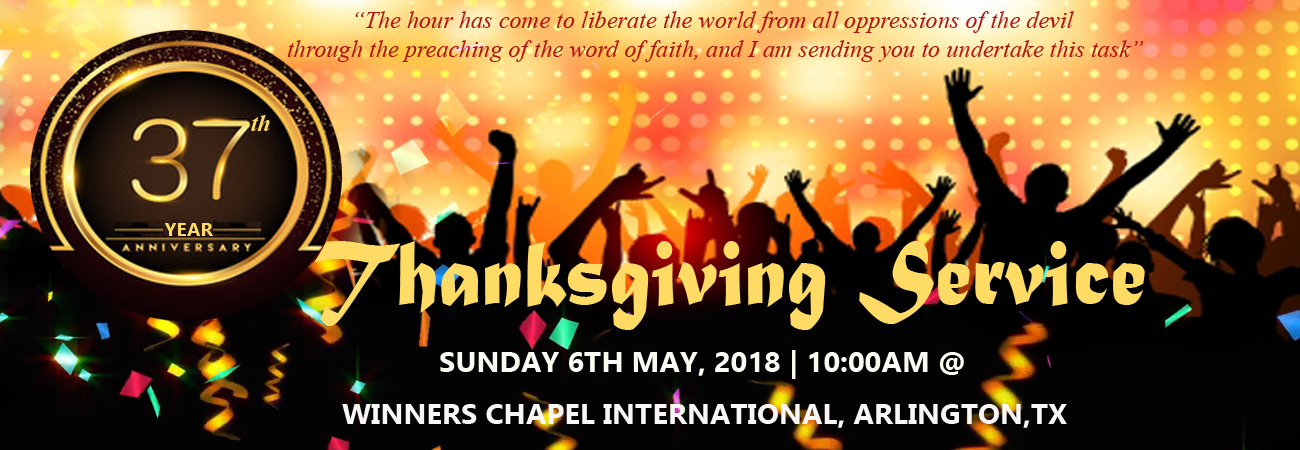 “The hour has come to liberate the world from all oppressions of the devil
through the preaching of the word of faith, and I am sending you to undertake this task”
37th
YEAR
ANNIVERSARY
Thanksgiving Service
SUNDAY 6TH MAY, 2018 | 10:00AM @
WINNERS CHAPEL INTERNATIONAL, ARLINGTON,TX